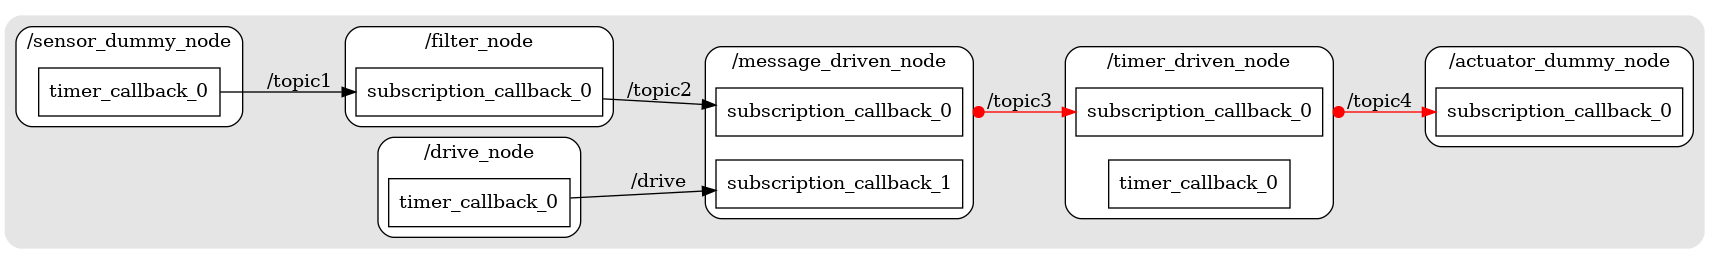 /sensor_dummy_node
timer_callback_0
/topic1
/filter_node
subscription_callback_0
/topic2
/drive_node
timer_callback_0
/drive
/message_driven_node
subscription_callback_0
subscription_callback_1
/topic3
/timer_driven_node
subscription_callback_0
timer_callback_0
/topic4
/actuator_dummy_node
subscription_callback_0